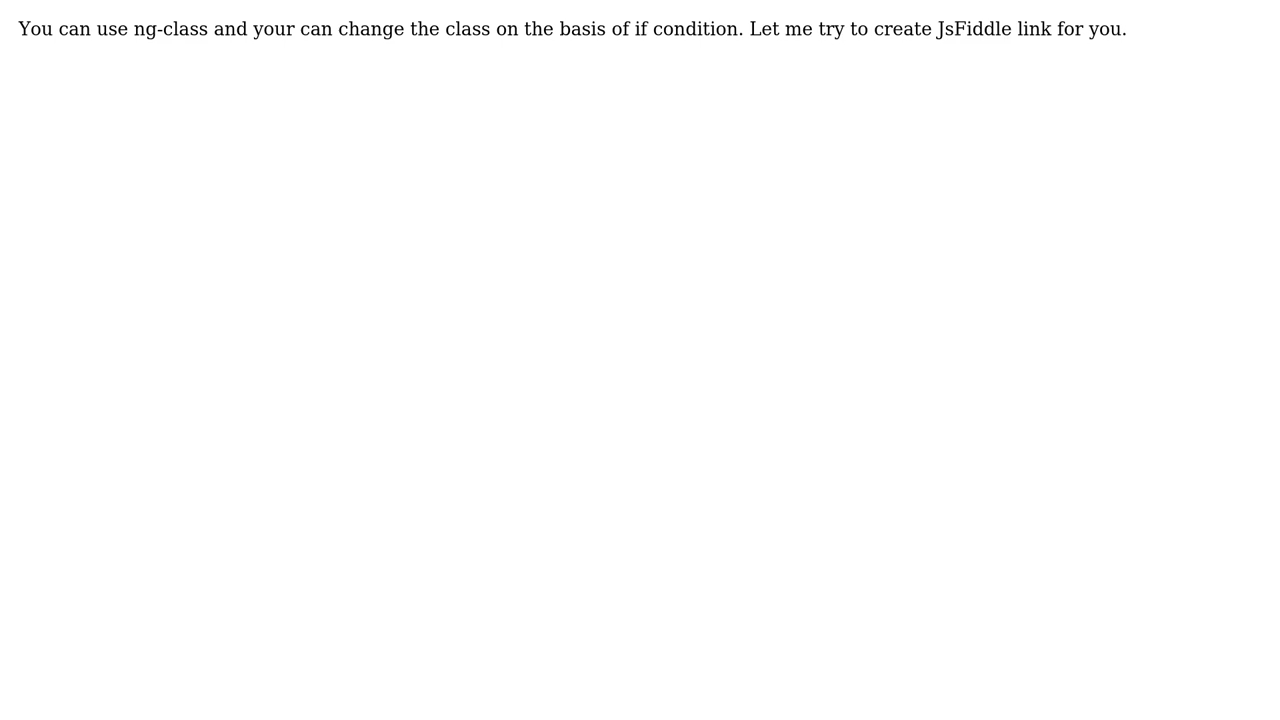 You can use ng-class and your can change the class on the basis of if condition. Let me try to create JsFiddle link for you.